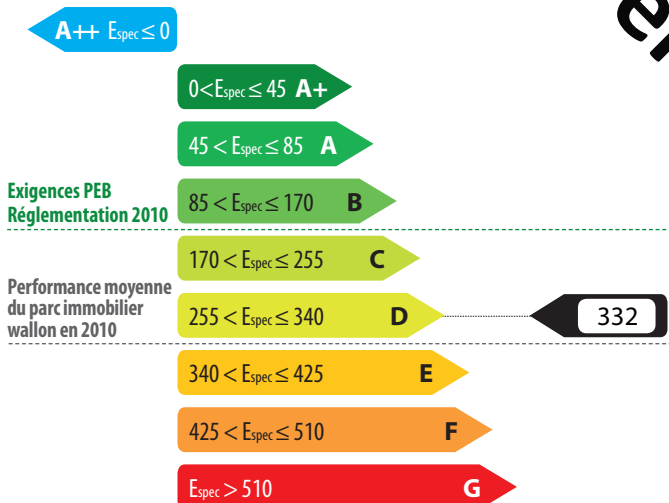 A++ Espec ≤ 0
0<Espec ≤ 45 A+
45 < Espec ≤ 85 A
Exigences PEB
Réglementation 2010
85 < Espec ≤ 170 B
170 < Espec ≤ 255 C
Performance moyenne
du parc immobilier
wallon en 2010
255 < Espec ≤ 340 D
332
340 < Espec ≤ 425 E
425 < Espec ≤ 510 F
Espec > 510 G